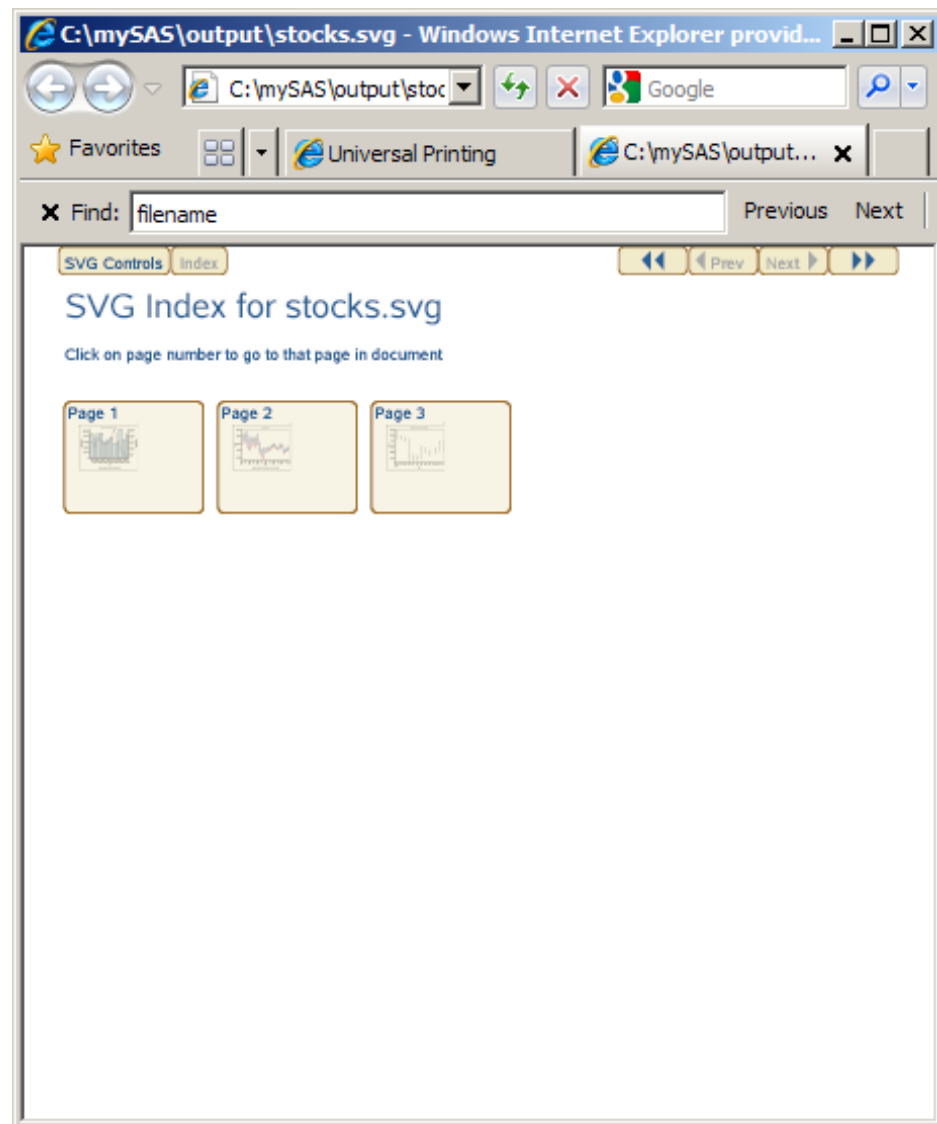 C:\mySAS\output\stocks.svg - Windows Internet Explorer provid...
C:\mySAS\output\stoc Google
Favorites Universal Printing C:\mySAS\output...
Find: filename Previous Next
SVG Controls Index Prev Next
SVG Index for stocks.svg
Click on page number to go to that page in document
Page 1 Page 2 Page 3